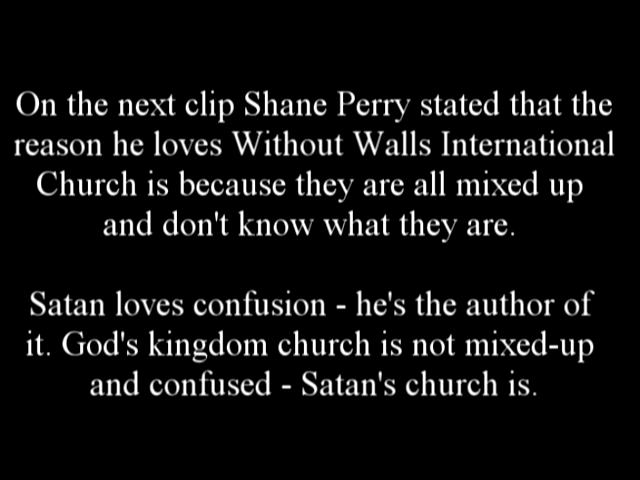 On the next clip Shane Perry stated that the
reason he loves Without Walls International
Church is because they are all mixed up
and don't know what they are.
Satan loves confusion - he's the author of
it. God's kingdom church is not mixed-up
and confused - Satan's church is.